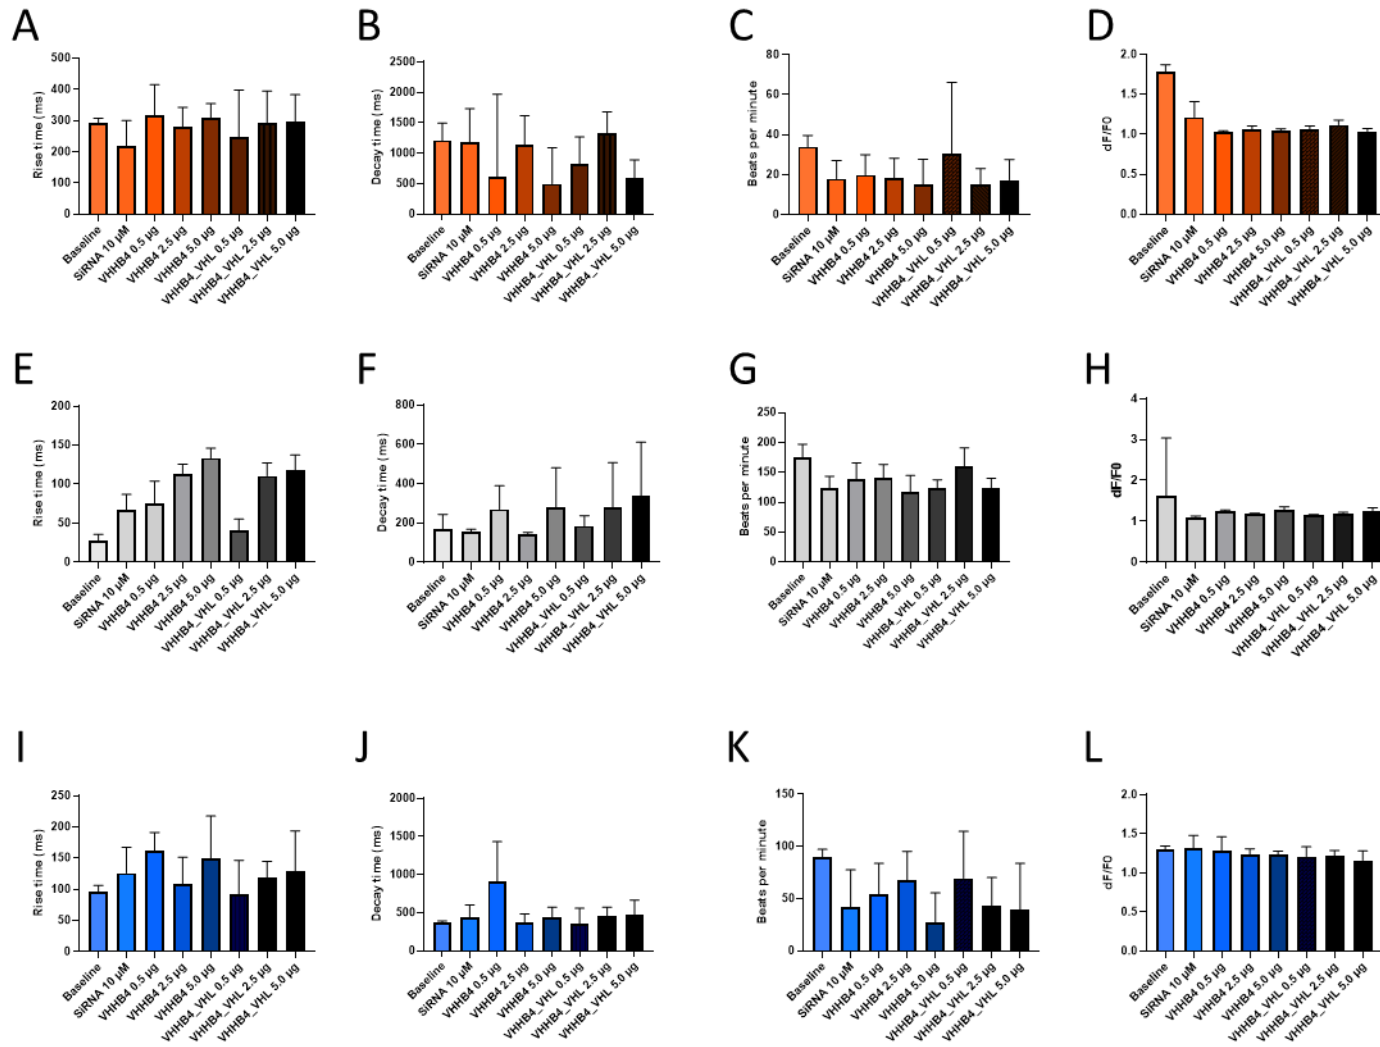 A
Rise time (ms)
500
400
300
200
100
0
Baseline
SiRNA 10 µM
VHHB4 0.5 µg
VHHB4 2.5 µg
VHHB4 5.0 µg
VHHB4_VHL 0.5 µg
VHHB4_VHL 2.5 µg
VHHB4_VHL 5.0 µg
B
Decay time (ms)
2500
2000
1500
1000
500
0
Baseline
SiRNA 10 µM
VHHB4 0.5 µg
VHHB4 2.5 µg
VHHB4 5.0 µg
VHHB4_VHL 0.5 µg
VHHB4_VHL 2.5 µg
VHHB4_VHL 5.0 µg
C
Beats per minute
80
60
40
20
0
Baseline
SiRNA 10 µM
VHHB4 0.5 µg
VHHB4 2.5 µg
VHHB4 5.0 µg
VHHB4_VHL 0.5 µg
VHHB4_VHL 2.5 µg
VHHB4_VHL 5.0 µg
D
dF/F0
2.0
1.5
1.0
0.5
0.0
Baseline
SiRNA 10 µM
VHHB4 0.5 µg
VHHB4 2.5 µg
VHHB4 5.0 µg
VHHB4_VHL 0.5 µg
VHHB4_VHL 2.5 µg
VHHB4_VHL 5.0 µg
E
Rise time (ms)
200
150
100
50
0
Baseline
SiRNA 10 µM
VHHB4 0.5 µg
VHHB4 2.5 µg
VHHB4 5.0 µg
VHHB4_VHL 0.5 µg
VHHB4_VHL 2.5 µg
VHHB4_VHL 5.0 µg
F
Decay time (ms)
800
600
400
200
0
Baseline
SiRNA 10 µM
VHHB4 0.5 µg
VHHB4 2.5 µg
VHHB4 5.0 µg
VHHB4_VHL 0.5 µg
VHHB4_VHL 2.5 µg
VHHB4_VHL 5.0 µg
G
Beats per minute
250
200
150
100
50
0
Baseline
SiRNA 10 µM
VHHB4 0.5 µg
VHHB4 2.5 µg
VHHB4 5.0 µg
VHHB4_VHL 0.5 µg
VHHB4_VHL 2.5 µg
VHHB4_VHL 5.0 µg
H
dF/F0
4
3
2
1
0
Baseline
SiRNA 10 µM
VHHB4 0.5 µg
VHHB4 2.5 µg
VHHB4 5.0 µg
VHHB4_VHL 0.5 µg
VHHB4_VHL 2.5 µg
VHHB4_VHL 5.0 µg
I
Rise time (ms)
250
200
150
100
50
0
Baseline
SiRNA 10 µM
VHHB4 0.5 µg
VHHB4 2.5 µg
VHHB4 5.0 µg
VHHB4_VHL 0.5 µg
VHHB4_VHL 2.5 µg
VHHB4_VHL 5.0 µg
J
Decay time (ms)
2000
1500
1000
500
0
Baseline
SiRNA 10 µM
VHHB4 0.5 µg
VHHB4 2.5 µg
VHHB4 5.0 µg
VHHB4_VHL 0.5 µg
VHHB4_VHL 2.5 µg
VHHB4_VHL 5.0 µg
K
Beats per minute
150
100
50
0
Baseline
SiRNA 10 µM
VHHB4 0.5 µg
VHHB4 2.5 µg
VHHB4 5.0 µg
VHHB4_VHL 0.5 µg
VHHB4_VHL 2.5 µg
VHHB4_VHL 5.0 µg
L
dF/F0
2.0
1.5
1.0
0.5
0.0
Baseline
SiRNA 10 µM
VHHB4 0.5 µg
VHHB4 2.5 µg
VHHB4 5.0 µg
VHHB4_VHL 0.5 µg
VHHB4_VHL 2.5 µg
VHHB4_VHL 5.0 µg